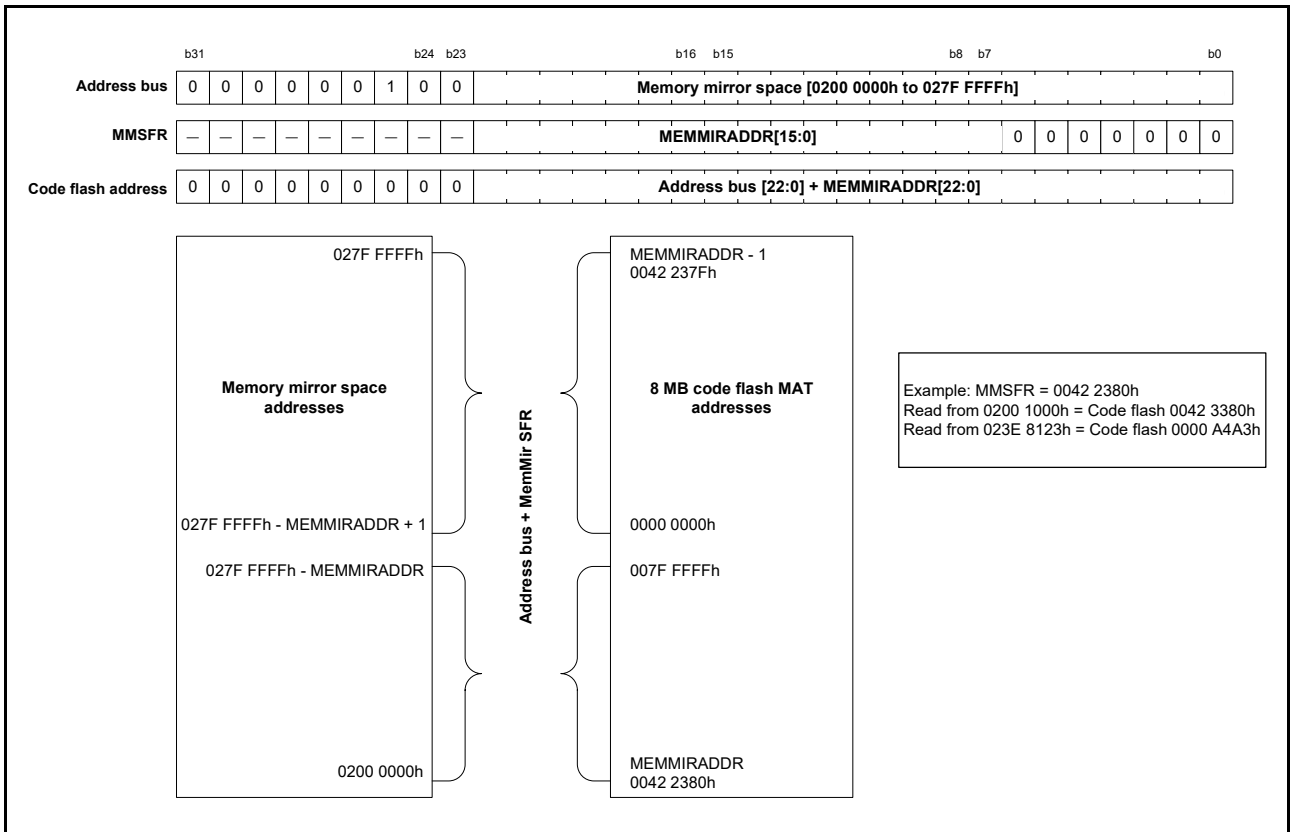 b31 b24 b23 b16 b15 b8 b7 b0
Address bus 0 0 0 0 0 0 1 0 0 Memory mirror space [0200 0000h to 027F FFFFh]
MMSFR — — — — — — — — — MEMMIRADDR[15:0] 0 0 0 0 0 0 0
Code flash address 0 0 0 0 0 0 0 0 0 Address bus [22:0] + MEMMIRADDR[22:0]
027F FFFFh
Memory mirror space
addresses
027F FFFFh - MEMMIRADDR + 1
027F FFFFh - MEMMIRADDR
0200 0000h
Address bus + MemMir SFR
MEMMIRADDR - 1
0042 237Fh
8 MB code flash MAT
addresses
0000 0000h
007F FFFFh
MEMMIRADDR
0042 2380h
Example: MMSFR = 0042 2380h
Read from 0200 1000h = Code flash 0042 3380h
Read from 023E 8123h = Code flash 0000 A4A3h